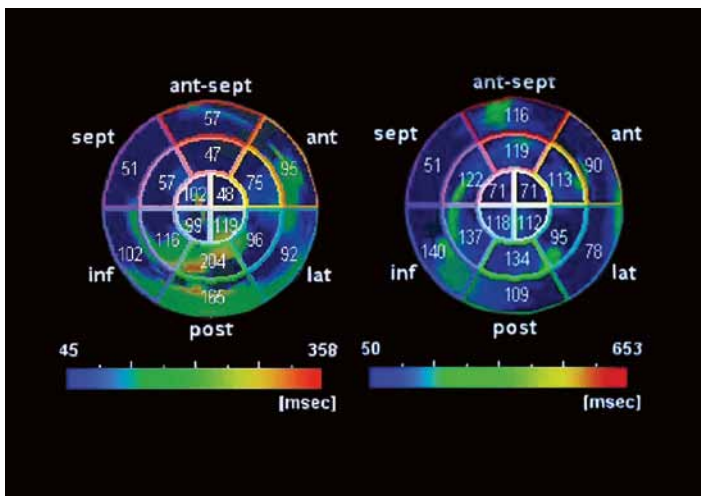 ant-sept
sept
ant
57
51
47
95
57
75
102
48
99
119
102
116
96
92
204
165
inf
lat
post
45
358
[msec]
ant-sept
sept
ant
116
51
119
90
122
113
71
71
118
112
140
137
95
78
134
109
inf
lat
post
50
653
[msec]